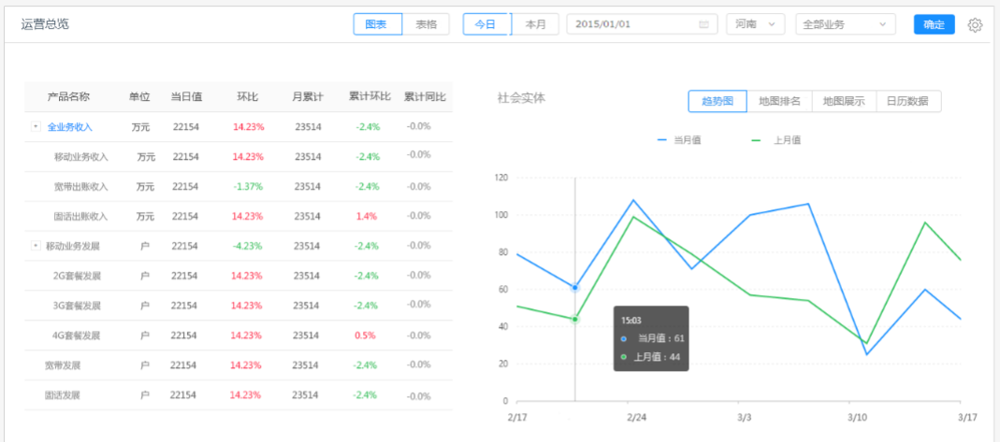 运营总览 图表 表格 今日 本月 2015/01/01 河南 全部业务 确定
产品名称 单位 当日值 环比 月累计 累计环比 累计同比
全业务收入 万元 22154 14.23% 23514 -2.4% -0.0%
移动业务收入 万元 22154 14.23% 23514 -2.4% -0.0%
宽带出账收入 万元 22154 -1.37% 23514 -2.4% -0.0%
固话出账收入 万元 22154 14.23% 23514 1.4% -0.0%
移动业务发展 户 22154 -4.23% 23514 -2.4% -0.0%
2G套餐发展 户 22154 14.23% 23514 -2.4% -0.0%
3G套餐发展 户 22154 14.23% 23514 -2.4% -0.0%
4G套餐发展 户 22154 14.23% 23514 0.5% -0.0%
宽带发展 户 22154 14.23% 23514 -2.4% -0.0%
固话发展 户 22154 14.23% 23514 -2.4% -0.0%
社会实体 趋势图 地图排名 地图展示 日历数据
当月值 上月值
120
100
80
60
40
20
0
15:03
当月值：61
上月值：44
2/17 2/24 3/3 3/10 3/17